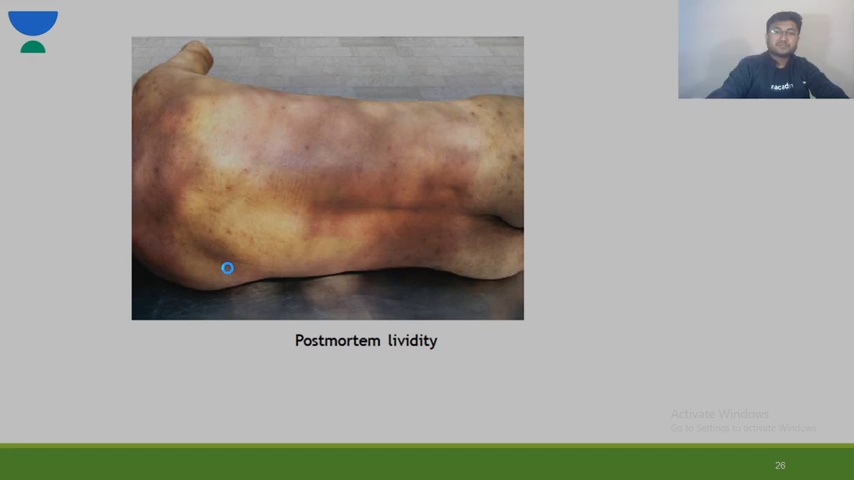 Postmortem lividity
Activate Windows
Go to Settings to activate Windows.
26